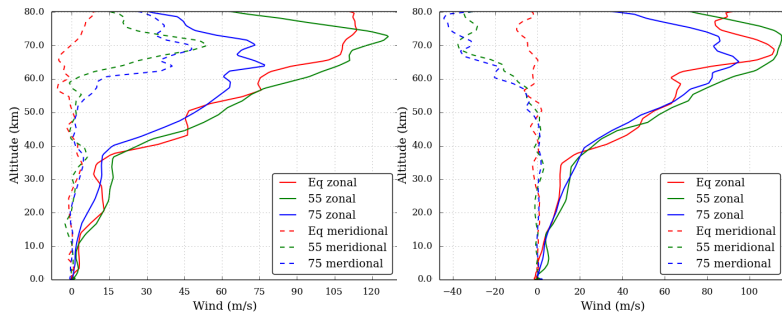 80.0
70.0
60.0
50.0
40.0
30.0
20.0
10.0
0.0
Altitude (km)
0 15 30 45 60 75 90 105 120
Wind (m/s)
Eq zonal
55 zonal
75 zonal
Eq meridional
55 meridional
75 merdional
80.0
70.0
60.0
50.0
40.0
30.0
20.0
10.0
0.0
Altitude (km)
−40 −20 0 20 40 60 80 100
Wind (m/s)
Eq zonal
55 zonal
75 zonal
Eq meridional
55 meridional
75 merdional